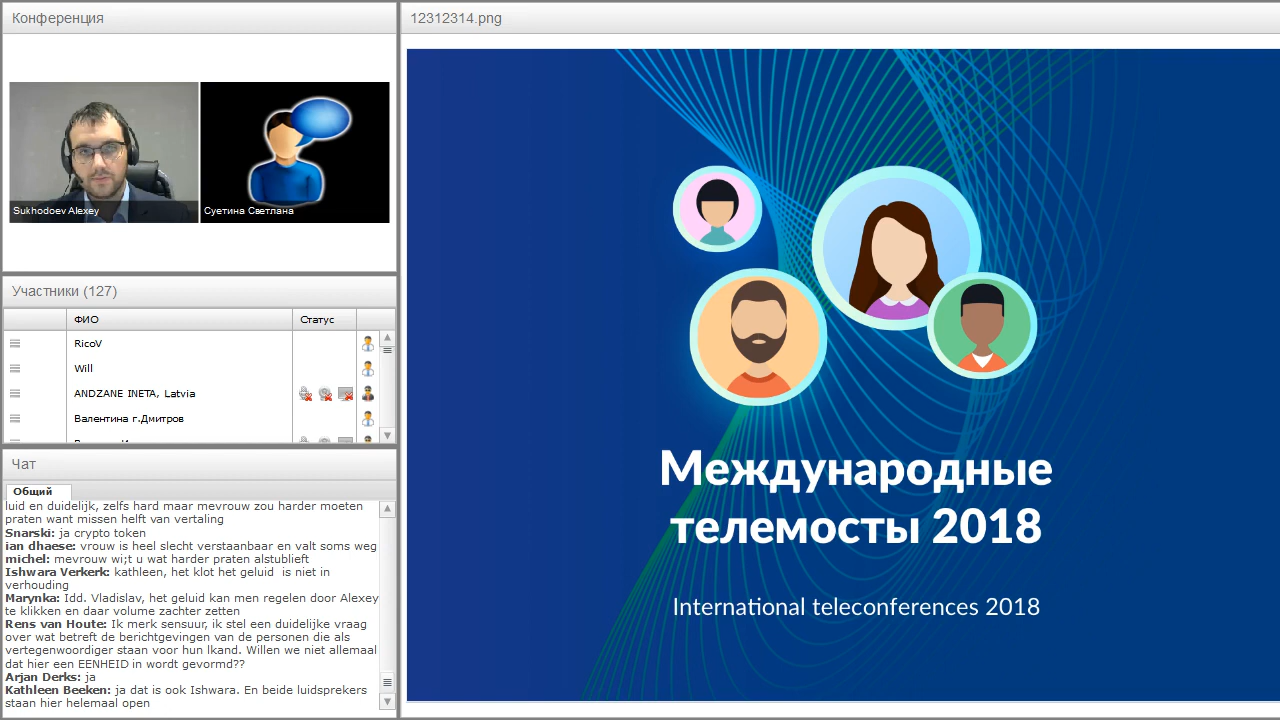 Конференция
Sukhodoev Alexey
Суетина Светлана
Участники (127)
ФИО
Статус
RicoV
Will
ANDZANE INETA, Latvia
Валентина г.Дмитров
Чат
Общий
luid en duidelijk, zelfs hard maar mevrouw zou harder moeten
praten want missen helft van vertaling
Snarski: ja crypto token
ian dhaese: vrouw is heel slecht verstaanbaar en valt soms weg
michel: mevrouw wi;t u wat harder praten alstublieft
Ishwara Verkerk: kathleen, het klot het geluid is niet in
verhouding
Marynka: Idd. Vladislav, het geluid kan men regelen door Alexey
te klikken en daar volume zachter zetten
Rens van Houte: Ik merk sensuur, ik stel een duidelijke vraag
over wat betreft de berichtgevingen van de personen die als
vertegenwoordiger staan voor hun lkand. Willen we niet allemaal
dat hier een EENHEID in wordt gevormd??
Arjan Derks: ja
Kathleen Beeken: ja dat is ook Ishwara. En beide luidsprekers
staan hier helemaal open
12312314.png
Международные
телемосты 2018
International teleconferences 2018